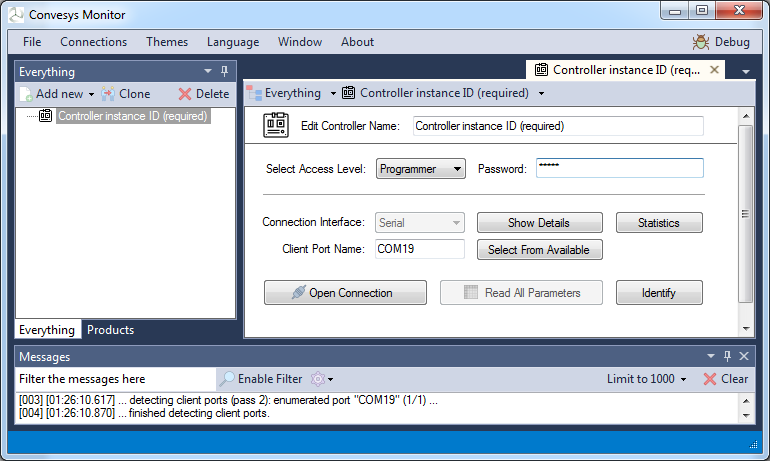 Convesys Monitor
File Connections Themes Language Window About Debug
Everything
Add new Clone Delete
Controller instance ID (required)
Everything Products
Controller instance ID (req...
Everything Controller instance ID (required)
Edit Controller Name: Controller instance ID (required)
Select Access Level: Programmer Password: *****
Connection Interface: Serial Show Details Statistics
Client Port Name: COM19 Select From Available
Open Connection Read All Parameters Identify
Messages
Filter the messages here Enable Filter Limit to 1000 Clear
[003] [01:26:10.617] ... detecting client ports (pass 2): enumerated port "COM19" (1/1) ...
[004] [01:26:10.870] ... finished detecting client ports.